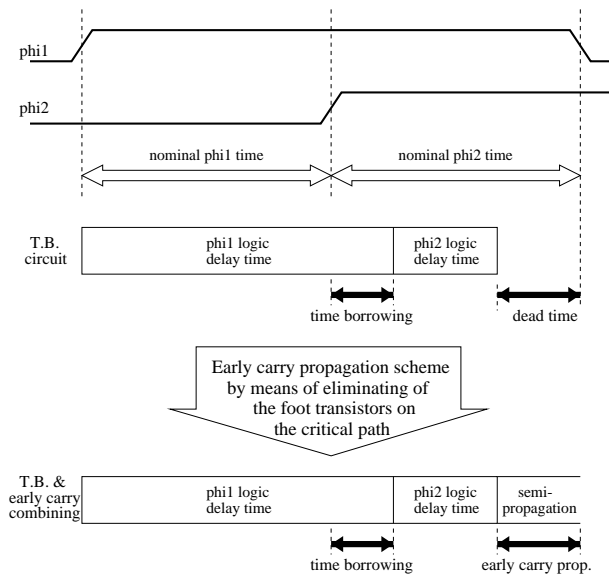 phi1
phi2
nominal phi1 time
nominal phi2 time
T.B.
circuit
phi1 logic
delay time
phi2 logic
delay time
time borrowing
dead time
Early carry propagation scheme
by means of eliminating of
the foot transistors on
the critical path
T.B. &
early carry
combining
phi1 logic
delay time
phi2 logic
delay time
semi-
propagation
time borrowing
early carry prop.